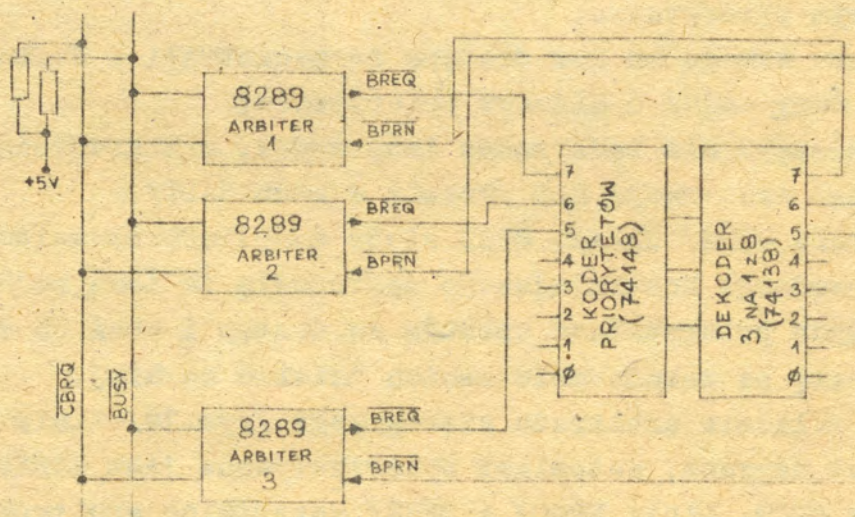 +5V
CBRQ
BUSY
8289
ARBITER
1
BREQ
BPRN
8289
ARBITER
2
BREQ
BPRN
8289
ARBITER
3
BREQ
BPRN
7
6
5
4
3
2
1
0
KODER
PRIORYTETÓW
(74148)
DEKODER
3 NA 1 z 8
(74138)
7
6
5
4
3
2
1
0